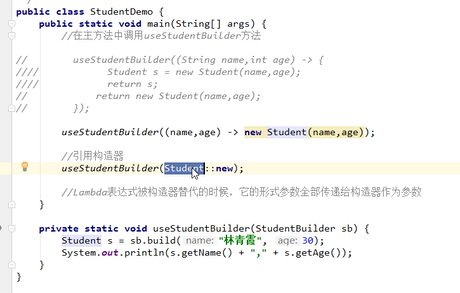 public class StudentDemo {
public static void main(String[] args) {
//在主方法中调用useStudentBuilder方法
// useStudentBuilder((String name,int age) -> {
//// Student s = new Student(name,age);
//// return s;
// return new Student(name,age);
// });
useStudentBuilder((name,age) -> new Student(name,age));
//引用构造器
useStudentBuilder(Student::new);
//Lambda表达式被构造器替代的时候，它的形式参数全部传递给构造器作为参数
}
private static void useStudentBuilder(StudentBuilder sb) {
Student s = sb.build( name: "林青霞", age: 30);
System.out.println(s.getName() + "," + s.getAge());
}
}